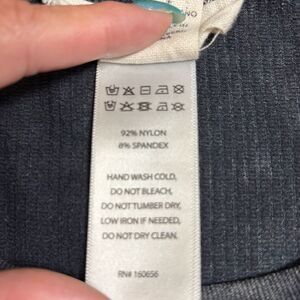 92% NYLON
8% SPANDEX
HAND WASH COLD,
DO NOT BLEACH,
DO NOT TUMBER DRY,
LOW IRON IF NEEDED,
DO NOT DRY CLEAN.
RN# 160656